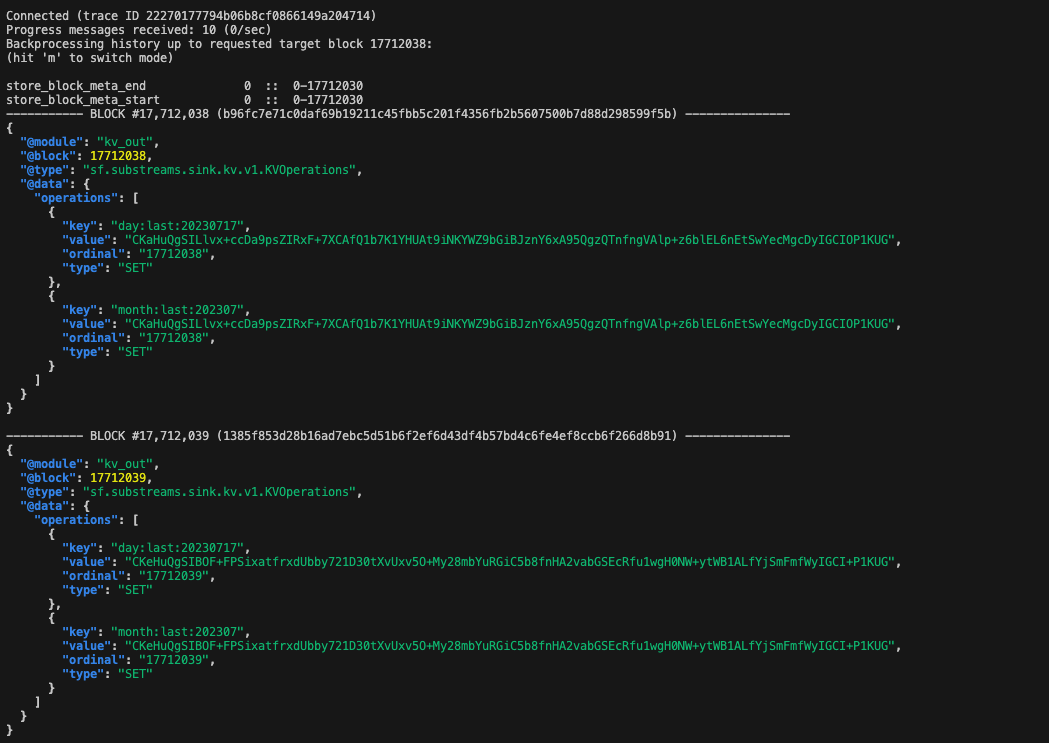 Connected (trace ID 22270177794b06b8cf0866149a204714)
Progress messages received: 10 (0/sec)
Backprocessing history up to requested target block 17712038:
(hit 'm' to switch mode)

store_block_meta_end                  0  ::  0-17712030
store_block_meta_start                0  ::  0-17712030
----------- BLOCK #17,712,038 (b96fc7e71c0daf69b19211c45fbb5c201f4356fb2b5607500b7d88d298599f5b) ---------------
{
  "@module": "kv_out",
  "@block": 17712038,
  "@type": "sf.substreams.sink.kv.v1.KVOperations",
  "@data": {
    "operations": [
      {
        "key": "day:last:20230717",
        "value": "CKaHuQgSILlvx+ccDa9psZIRxF+7XCAfQ1b7K1YHUAt9iNKYWZ9bGiBJznY6xA95QgzQTnfngVAlp+z6blEL6nEtSwYecMgcDyIGCIOP1KUG",
        "ordinal": "17712038",
        "type": "SET"
      },
      {
        "key": "month:last:202307",
        "value": "CKaHuQgSILlvx+ccDa9psZIRxF+7XCAfQ1b7K1YHUAt9iNKYWZ9bGiBJznY6xA95QgzQTnfngVAlp+z6blEL6nEtSwYecMgcDyIGCIOP1KUG",
        "ordinal": "17712038",
        "type": "SET"
      }
    ]
  }
}

----------- BLOCK #17,712,039 (1385f853d28b16ad7ebc5d51b6f2ef6d43df4b57bd4c6fe4ef8ccb6f266d8b91) ---------------
{
  "@module": "kv_out",
  "@block": 17712039,
  "@type": "sf.substreams.sink.kv.v1.KVOperations",
  "@data": {
    "operations": [
      {
        "key": "day:last:20230717",
        "value": "CKeHuQgSIBOF+FPSixatfrxdUbby721D30tXvUxv5O+My28mbYuRGiC5b8fnHA2vabGSEcRfu1wgH0NW+ytWB1ALfYjSmFmfWyIGCI+P1KUG",
        "ordinal": "17712039",
        "type": "SET"
      },
      {
        "key": "month:last:202307",
        "value": "CKeHuQgSIBOF+FPSixatfrxdUbby721D30tXvUxv5O+My28mbYuRGiC5b8fnHA2vabGSEcRfu1wgH0NW+ytWB1ALfYjSmFmfWyIGCI+P1KUG",
        "ordinal": "17712039",
        "type": "SET"
      }
    ]
  }
}